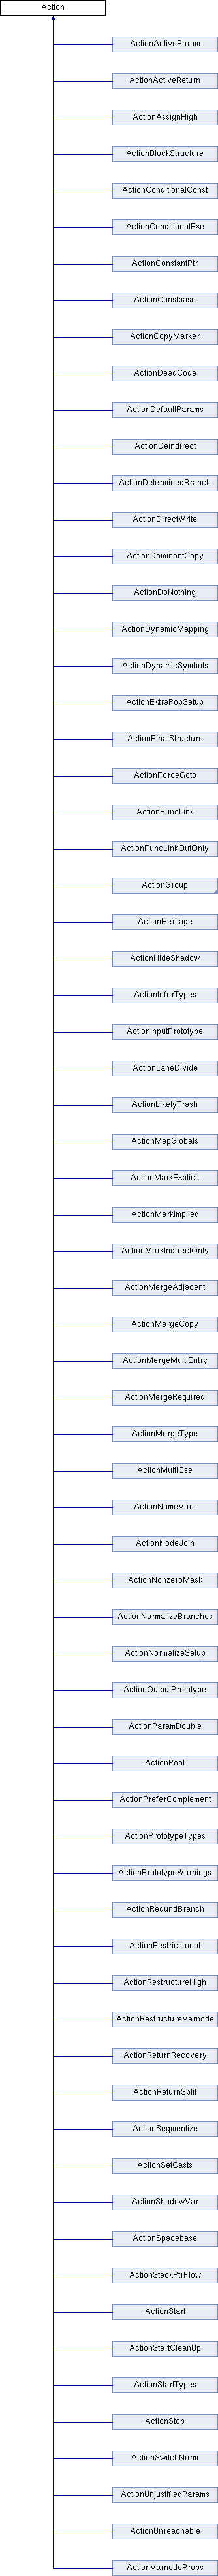 Action
ActionActiveParam
ActionActiveReturn
ActionAssignHigh
ActionBlockStructure
ActionConditionalConst
ActionConditionalExe
ActionConstantPtr
ActionConstbase
ActionCopyMarker
ActionDeadCode
ActionDefaultParams
ActionDeindirect
ActionDeterminedBranch
ActionDirectWrite
ActionDominantCopy
ActionDoNothing
ActionDynamicMapping
ActionDynamicSymbols
ActionExtraPopSetup
ActionFinalStructure
ActionForceGoto
ActionFuncLink
ActionFuncLinkOutOnly
ActionGroup
ActionHeritage
ActionHideShadow
ActionInferTypes
ActionInputPrototype
ActionLaneDivide
ActionLikelyTrash
ActionMapGlobals
ActionMarkExplicit
ActionMarkImplied
ActionMarkIndirectOnly
ActionMergeAdjacent
ActionMergeCopy
ActionMergeMultiEntry
ActionMergeRequired
ActionMergeType
ActionMultiCse
ActionNameVars
ActionNodeJoin
ActionNonzeroMask
ActionNormalizeBranches
ActionNormalizeSetup
ActionOutputPrototype
ActionParamDouble
ActionPool
ActionPreferComplement
ActionPrototypeTypes
ActionPrototypeWarnings
ActionRedundBranch
ActionRestrictLocal
ActionRestructureHigh
ActionRestructureVarnode
ActionReturnRecovery
ActionReturnSplit
ActionSegmentize
ActionSetCasts
ActionShadowVar
ActionSpacebase
ActionStackPtrFlow
ActionStart
ActionStartCleanUp
ActionStartTypes
ActionStop
ActionSwitchNorm
ActionUnjustifiedParams
ActionUnreachable
ActionVarnodeProps